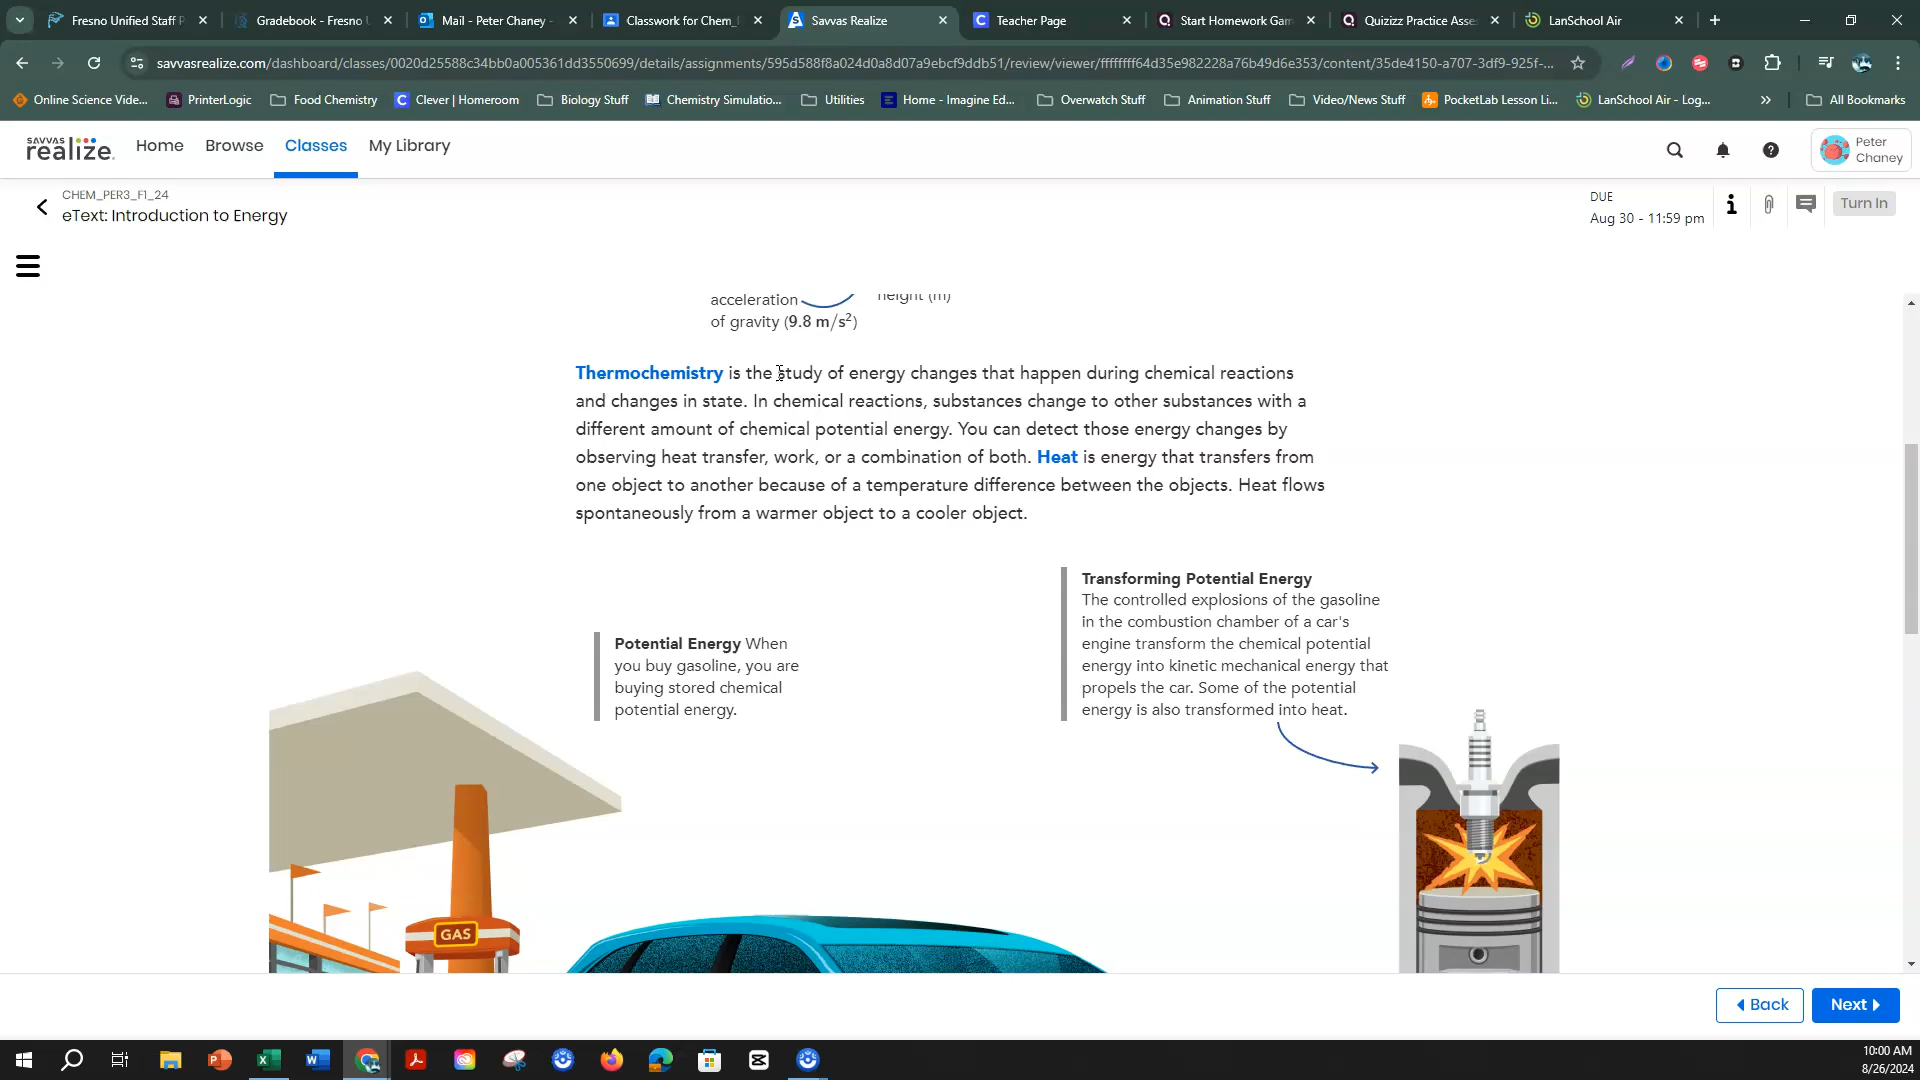 Fresno Unified Staff P
Gradebook - Fresno U
Mail - Peter Chaney -
Classwork for Chem_
Savvas Realize
Teacher Page
Start Homework Gam
Quizizz Practice Asse
LanSchool Air
savvasrealize.com/dashboard/classes/0020d25588c34bb0a005361dd3550699/details/assignments/595d588f8a024d0a8d07a9ebcf9ddb51/review/viewer/ffffffff64d35e982228a76b49d6e353/content/35de4150-a707-3df9-925f-...
Online Science Vide...
PrinterLogic
Food Chemistry
Clever | Homeroom
Biology Stuff
Chemistry Simulatio...
Utilities
Home - Imagine Ed...
Overwatch Stuff
Animation Stuff
Video/News Stuff
PocketLab Lesson Li...
LanSchool Air - Log...
All Bookmarks
SAVVAS
realize.
Home
Browse
Classes
My Library
Peter
Chaney
CHEM_PER3_F1_24
eText: Introduction to Energy
DUE
Aug 30 - 11:59 pm
Turn In
acceleration
height (m)
of gravity (9.8 m/s²)
Thermochemistry is the study of energy changes that happen during chemical reactions
and changes in state. In chemical reactions, substances change to other substances with a
different amount of chemical potential energy. You can detect those energy changes by
observing heat transfer, work, or a combination of both. Heat is energy that transfers from
one object to another because of a temperature difference between the objects. Heat flows
spontaneously from a warmer object to a cooler object.
Potential Energy When
you buy gasoline, you are
buying stored chemical
potential energy.
Transforming Potential Energy
The controlled explosions of the gasoline
in the combustion chamber of a car's
engine transform the chemical potential
energy into kinetic mechanical energy that
propels the car. Some of the potential
energy is also transformed into heat.
GAS
Back
Next
10:00 AM
8/26/2024